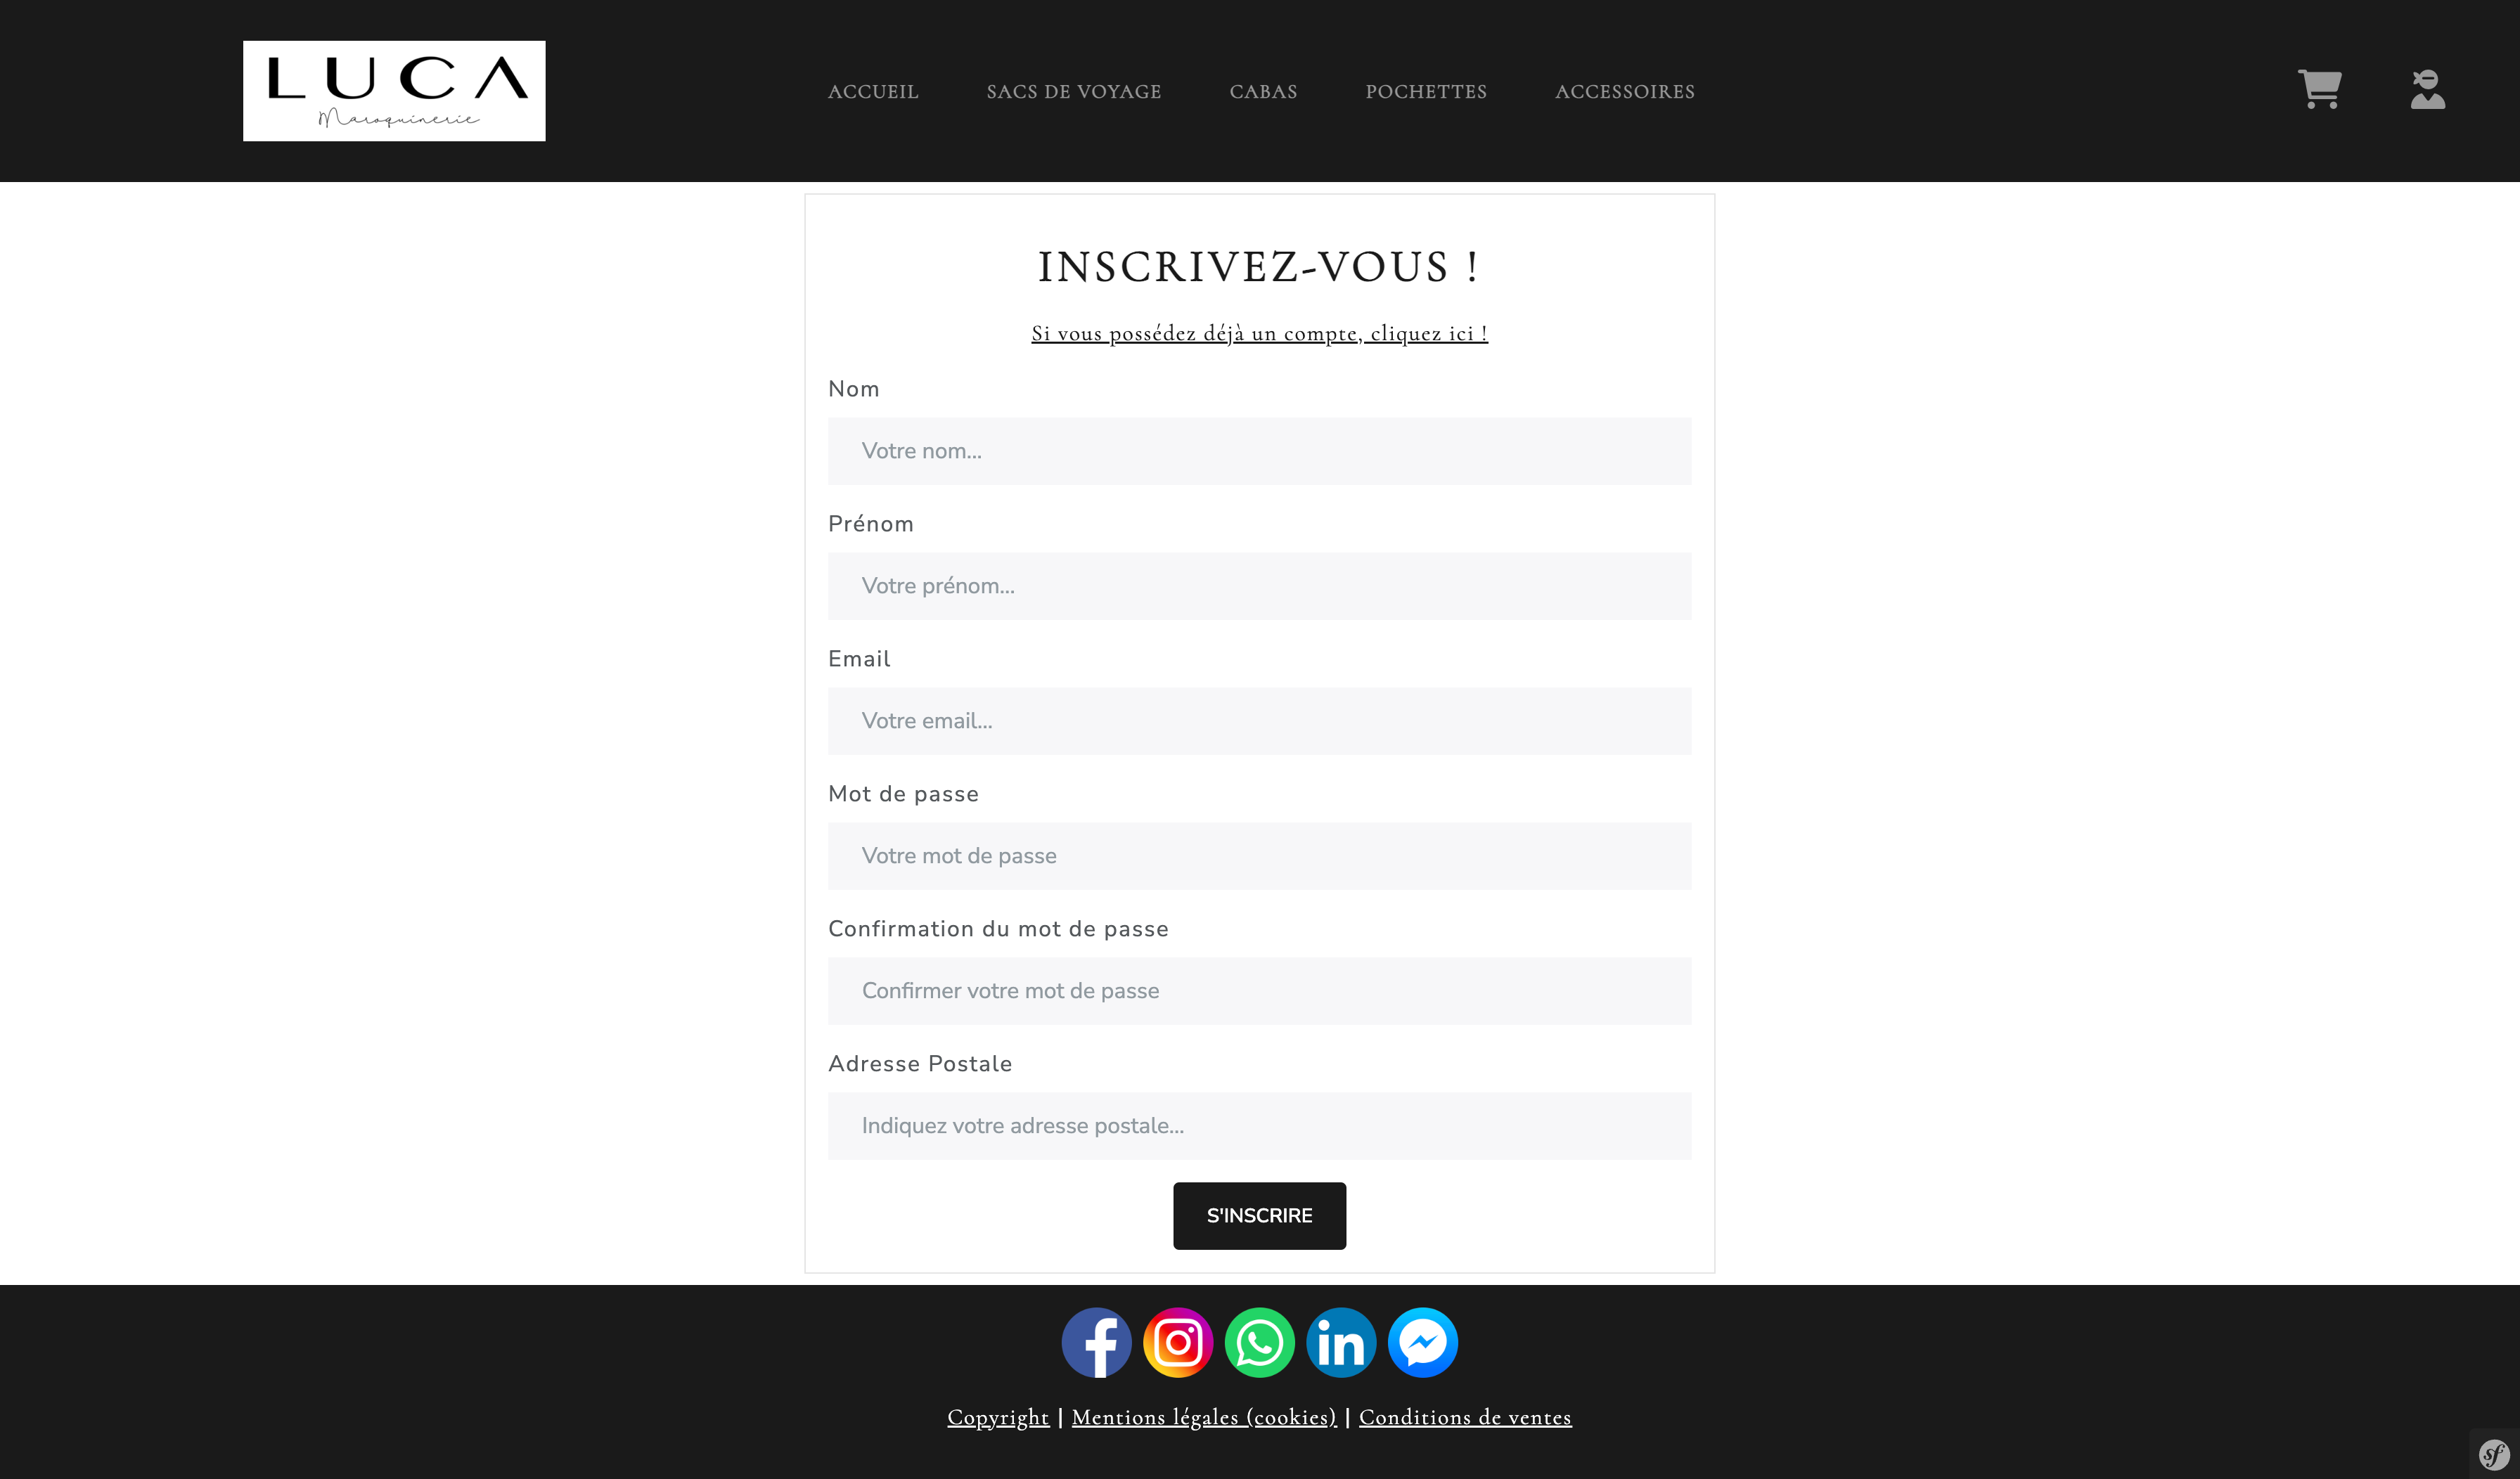 LUCA
Maroquinerie
ACCUEIL SACS DE VOYAGE CABAS POCHETTES ACCESSOIRES
INSCRIVEZ-VOUS !
Si vous possédez déjà un compte, cliquez ici !
Nom
Votre nom...
Prénom
Votre prénom...
Email
Votre email...
Mot de passe
Votre mot de passe
Confirmation du mot de passe
Confirmer votre mot de passe
Adresse Postale
Indiquez votre adresse postale...
S'INSCRIRE
Copyright | Mentions légales (cookies) | Conditions de ventes
sf